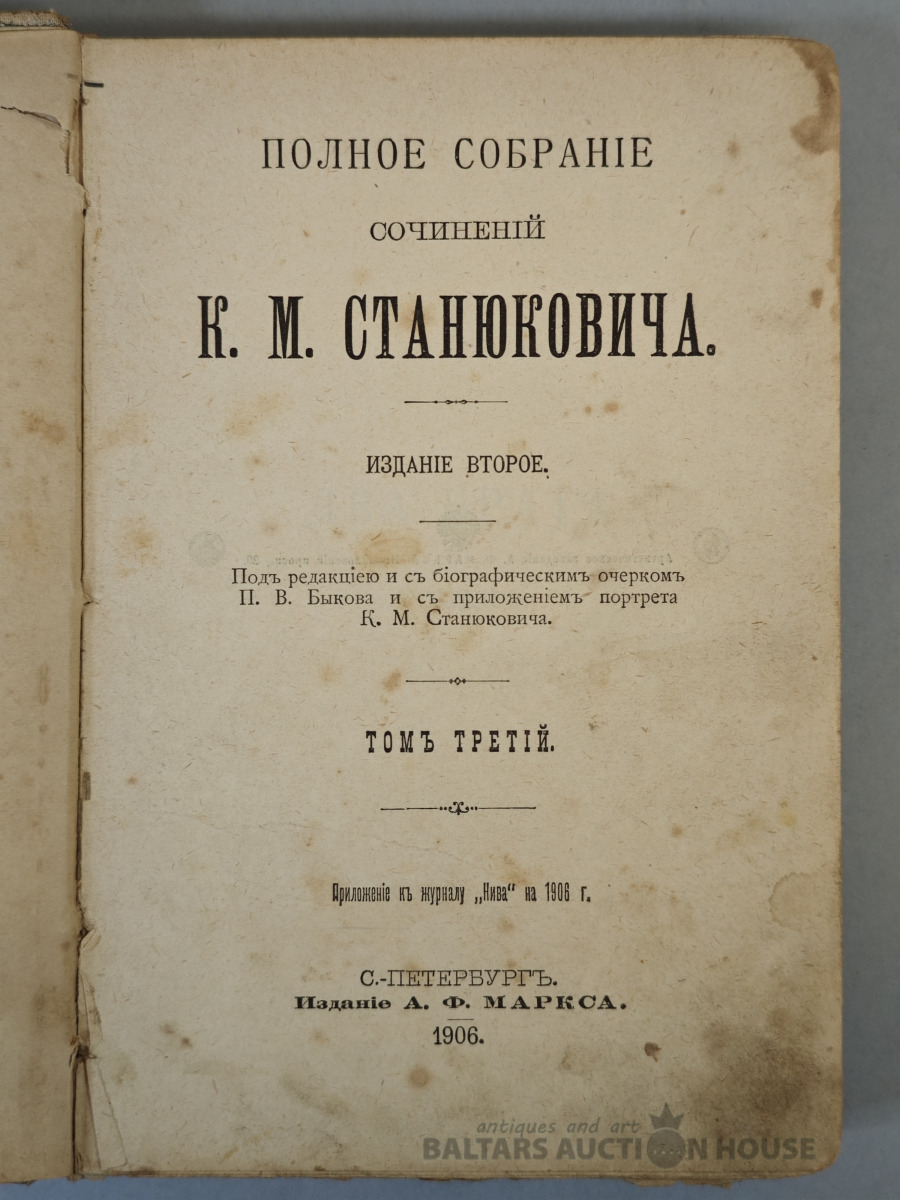 ПОЛНОЕ СОБРАНІЕ
СОЧИНЕНІЙ
К. М. СТАНЮКОВИЧА.
ИЗДАНІЕ ВТОРОЕ.
Подъ редакціею и съ біографическимъ очеркомъ
П. В. Быкова и съ приложеніемъ портрета
К. М. Станюковича.
ТОМЪ ТРЕТІЙ.
Приложеніе къ журналу „Нива“ на 1906 г.
С.-ПЕТЕРБУРГЪ.
Изданіе А. Ф. МАРКСА.
1906.
antiques and art
BALTARS AUCTION HOUSE